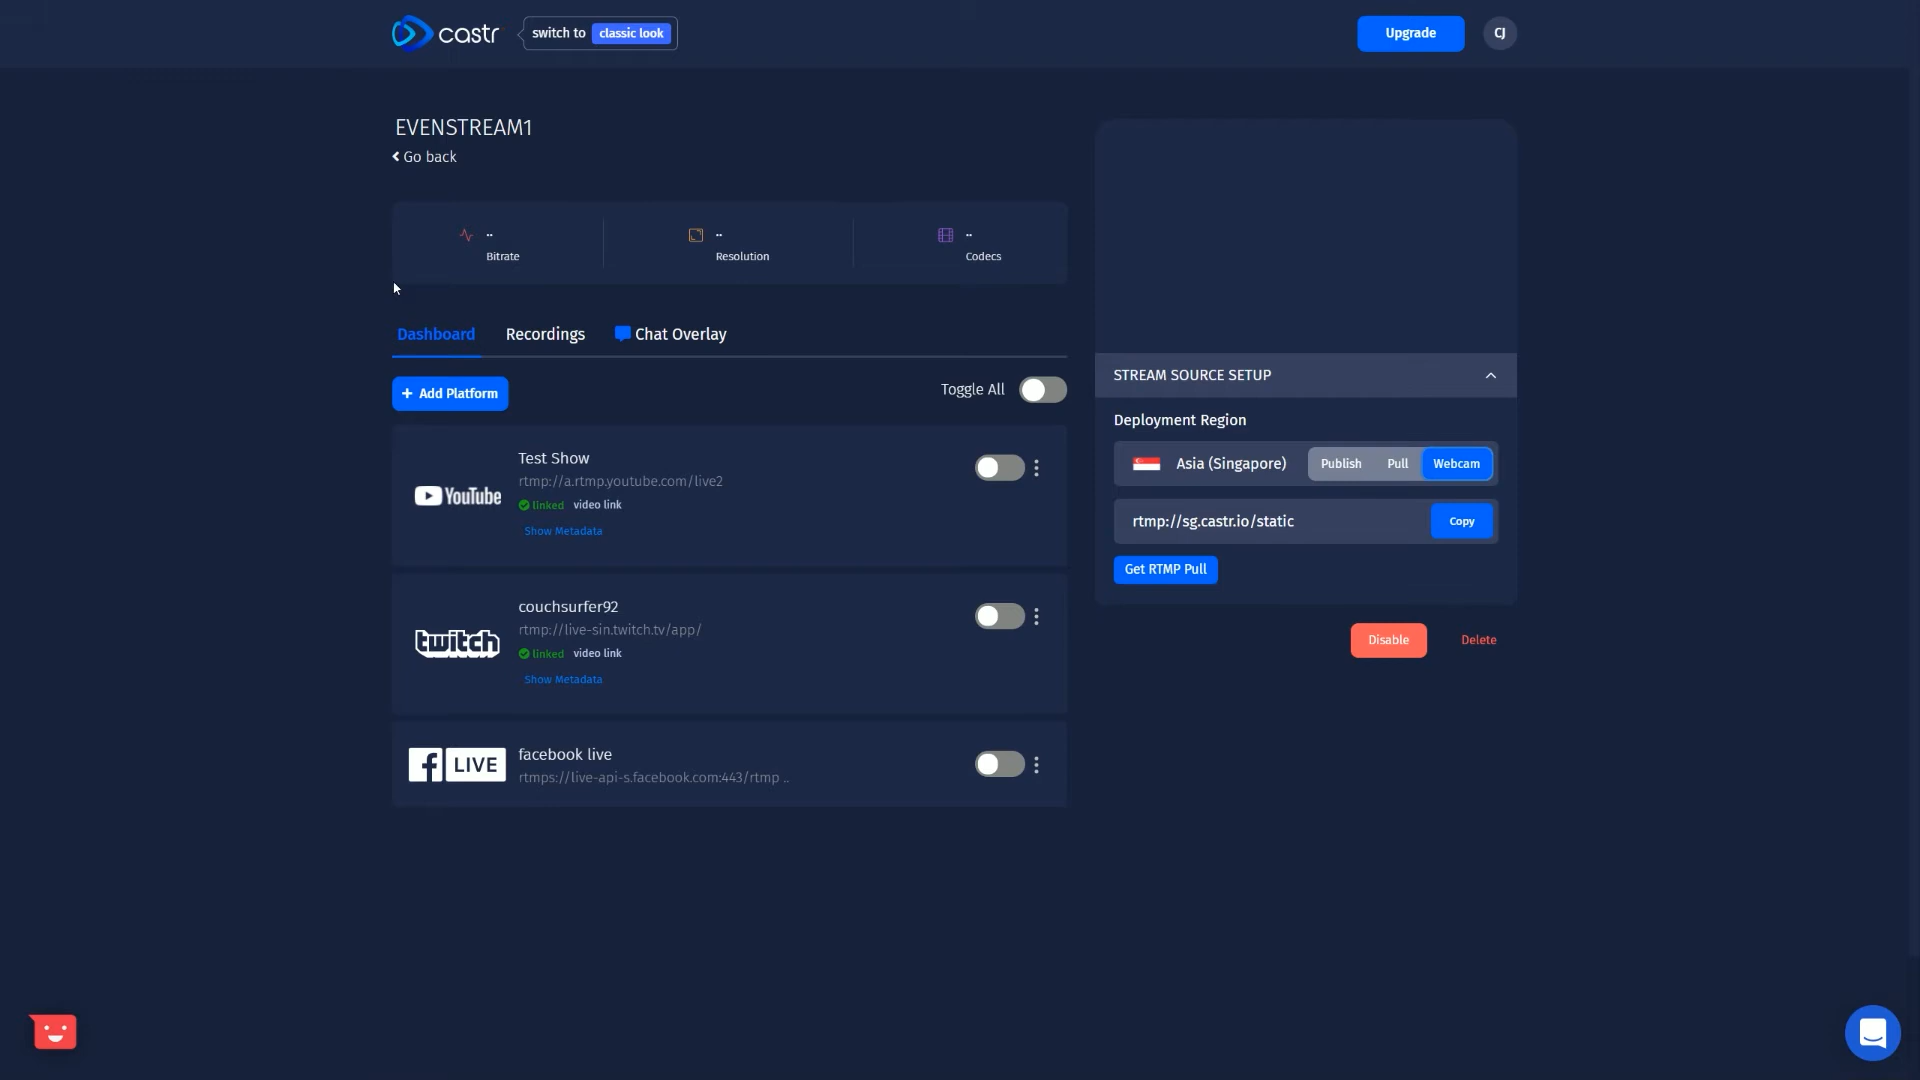 castr
switch to classic look
Upgrade
CJ
EVENSTREAM1
Go back
--
Bitrate
--
Resolution
--
Codecs
Dashboard
Recordings
Chat Overlay
+ Add Platform
Toggle All
YouTube
Test Show
rtmp://a.rtmp.youtube.com/live2
linked video link
Show Metadata
twitch
couchsurfer92
rtmp://live-sin.twitch.tv/app/
linked video link
Show Metadata
f LIVE
facebook live
rtmps://live-api-s.facebook.com:443/rtmp ..
STREAM SOURCE SETUP
Deployment Region
Asia (Singapore)
Publish
Pull
Webcam
rtmp://sg.castr.io/static
Copy
Get RTMP Pull
Disable
Delete